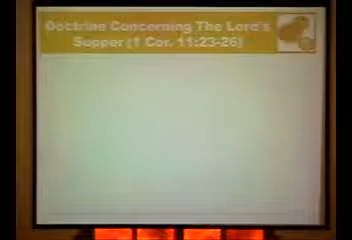 Doctrine Concerning The Lord's
Supper (1 Cor. 11:23-26)